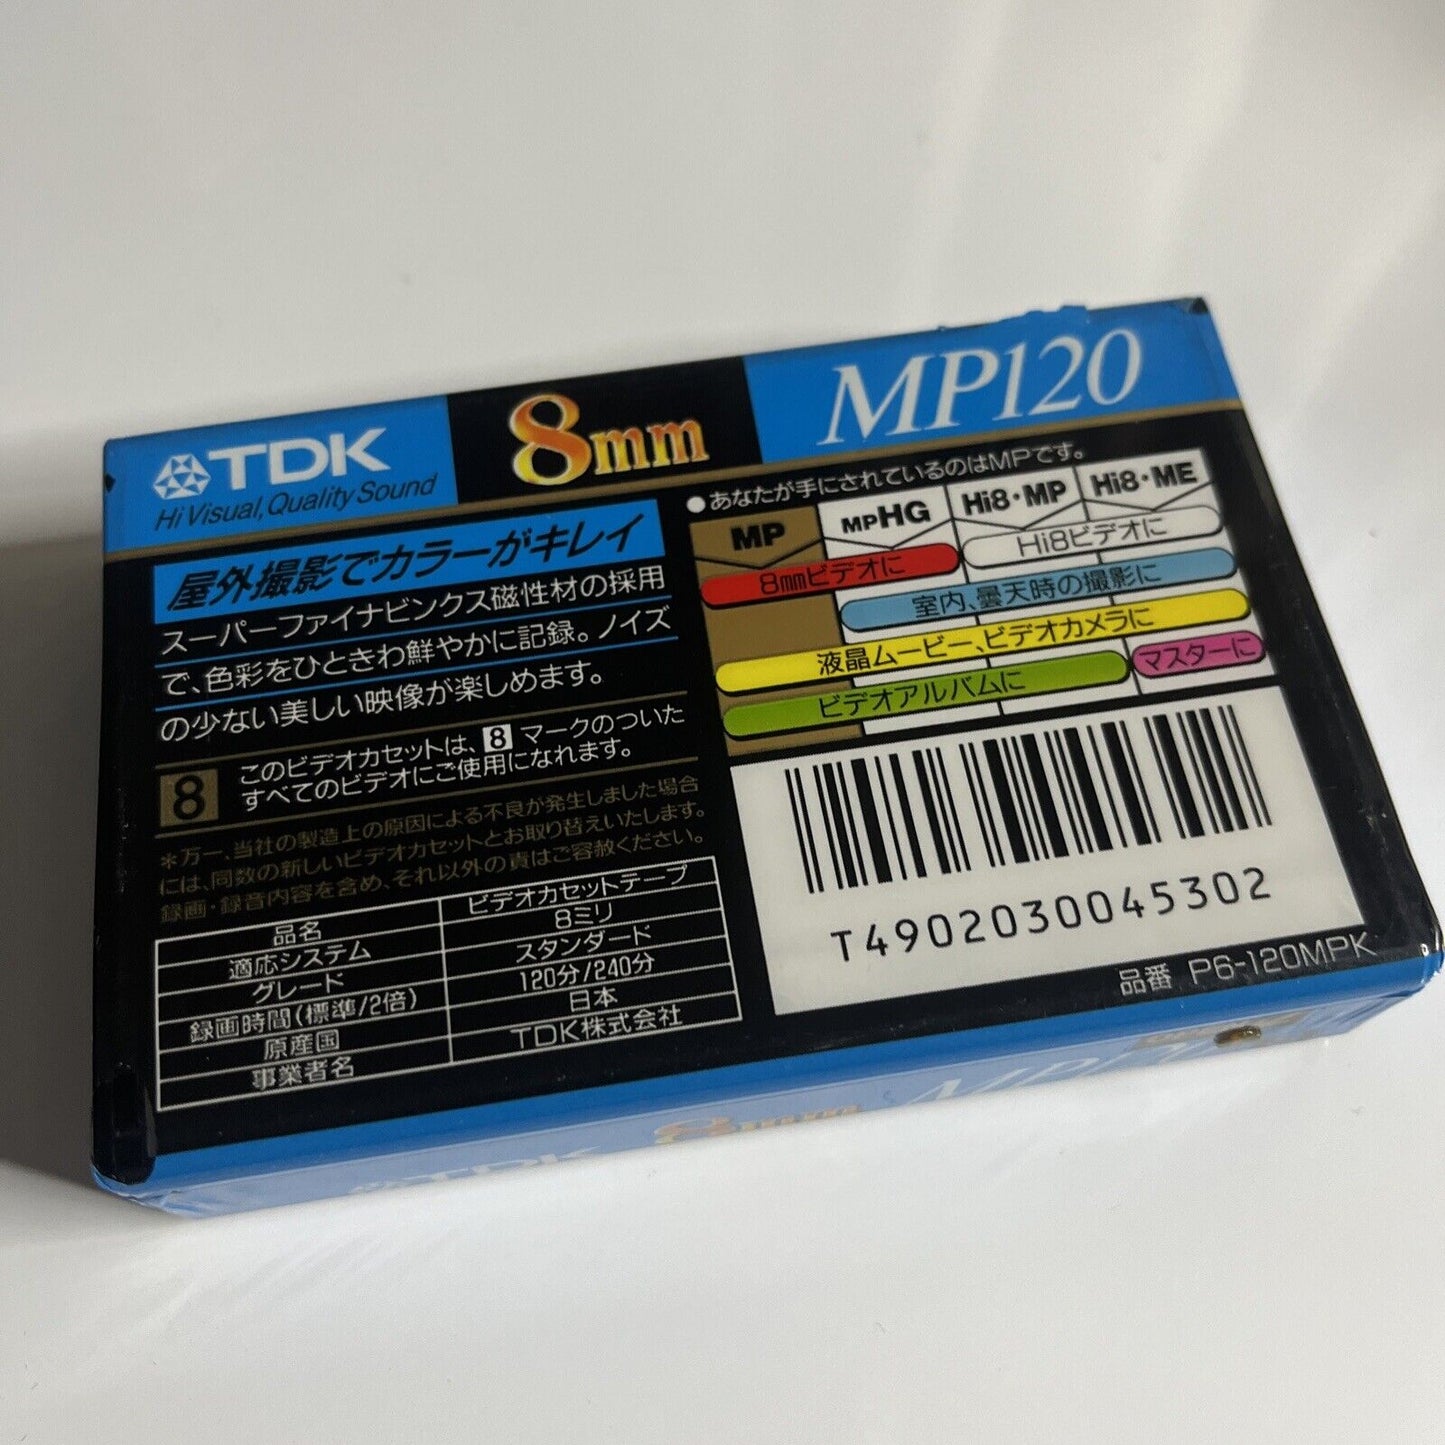 TDK
Hi Visual, Quality Sound
8mm
MP120
屋外撮影でカラーがキレイ
スーパーファイナビンクス磁性材の採用
で、色彩をひときわ鮮やかに記録。ノイズ
の少ない美しい映像が楽しめます。
8
このビデオカセットは、8マークのついた
すべてのビデオにご使用になれます。
*万一、当社の製造上の原因による不良が発生しました場合
には、同数の新しいビデオカセットとお取り替えいたします。
録画・録音内容を含め、それ以外の責はご容赦ください。
品名 ビデオカセットテープ
適応システム 8ミリ
グレード スタンダード
録画時間(標準/2倍) 120分/240分
原産国 日本
事業者名 TDK株式会社
●あなたが手にされているのはMPです。
MP MPHG Hi8・MP Hi8・ME
8mmビデオに Hi8ビデオに
室内、曇天時の撮影に
液晶ムービー、ビデオカメラに
ビデオアルバムに マスターに
T4902030045302
品番 P6-120MPK
TDK 8mm MP120